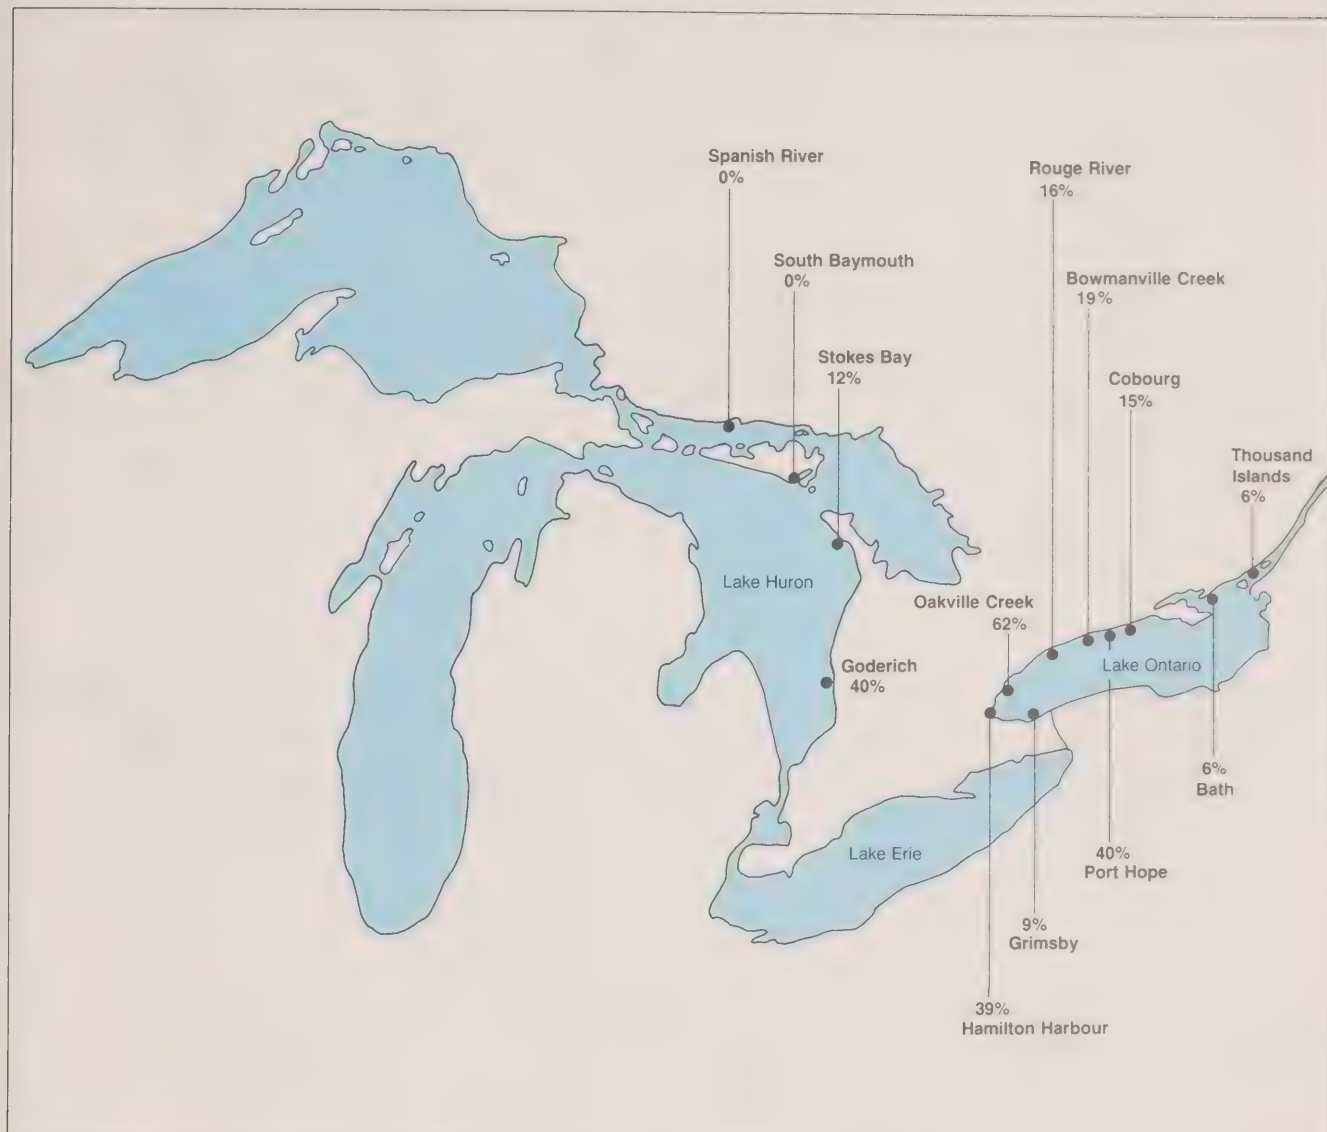 Spanish River
0%
Rouge River
16%
South Baymouth
0%
Bowmanville Creek
19%
Stokes Bay
12%
Cobourg
15%
Thousand
Islands
6%
Lake Huron
Oakville Creek
62%
Goderich
40%
Lake Ontario
6%
Bath
Lake Erie
40%
Port Hope
9%
Grimsby
39%
Hamilton Harbour